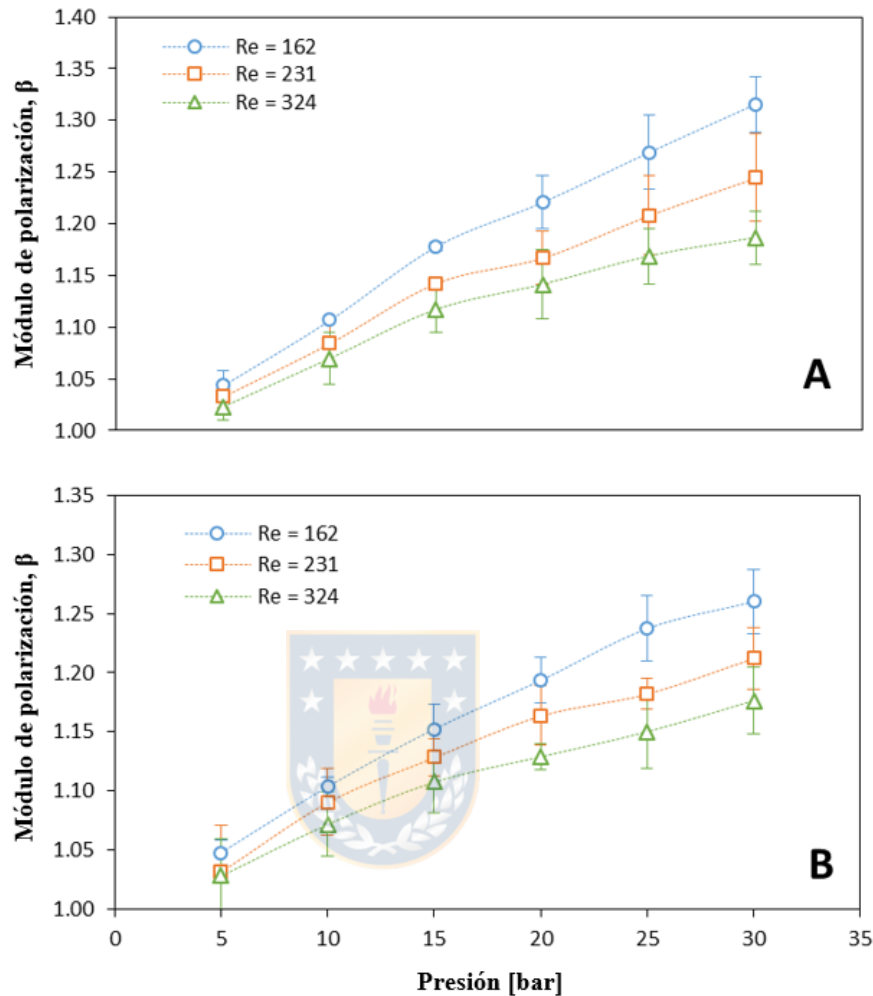 1.40
1.35
1.30
1.25
1.20
1.15
1.10
1.05
1.00
Módulo de polarización, β
Re = 162
Re = 231
Re = 324
A
1.35
1.30
1.25
1.20
1.15
1.10
1.05
1.00
Módulo de polarización, β
Re = 162
Re = 231
Re = 324
B
0 5 10 15 20 25 30 35
Presión [bar]